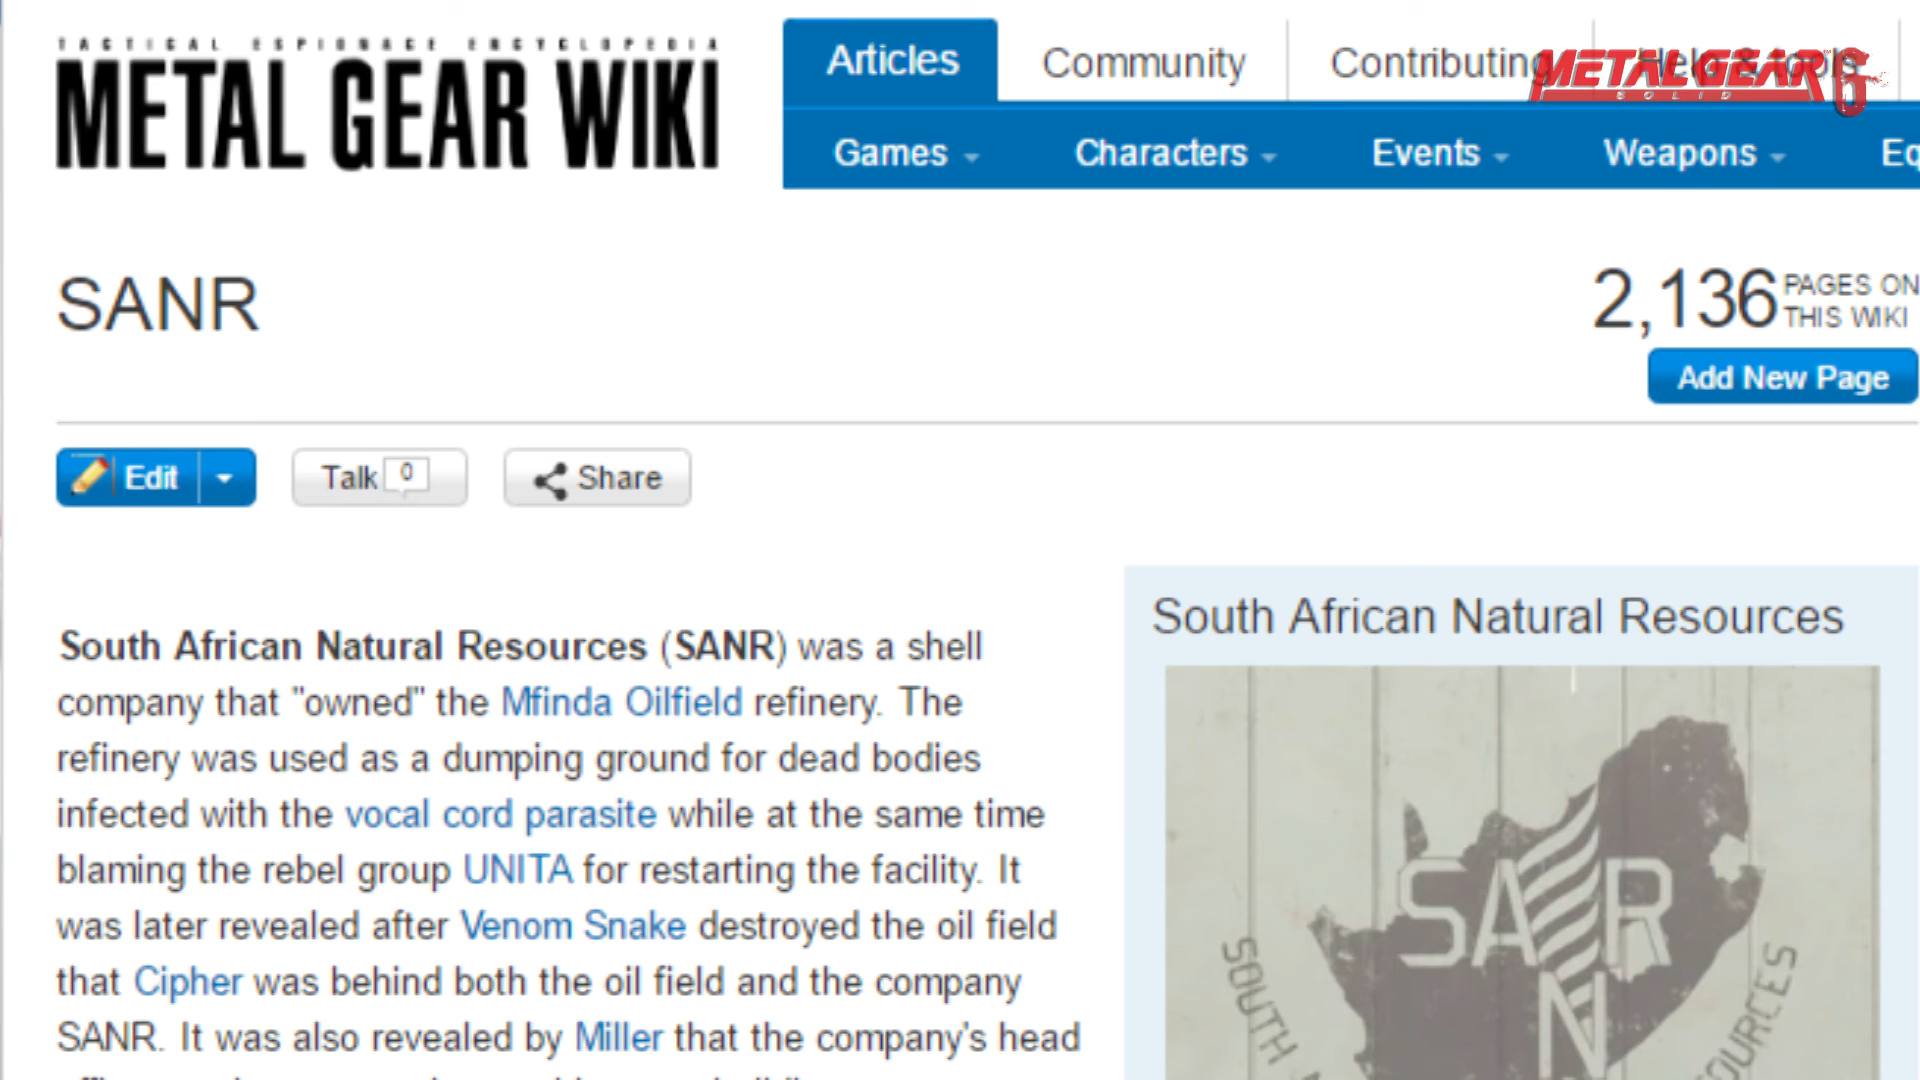 TACTICAL ESPIONAGE ENCYCLOPEDIA
METAL GEAR WIKI
Articles Community Contributing Help & tools
METAL GEAR 6
SOLID
Games Characters Events Weapons
SANR
2,136 PAGES ON
THIS WIKI
Add New Page
Edit Talk 0 Share
South African Natural Resources
South African Natural Resources (SANR) was a shell
company that "owned" the Mfinda Oilfield refinery. The
refinery was used as a dumping ground for dead bodies
infected with the vocal cord parasite while at the same time
blaming the rebel group UNITA for restarting the facility. It
was later revealed after Venom Snake destroyed the oil field
that Cipher was behind both the oil field and the company
SANR. It was also revealed by Miller that the company's head
SANR
SOUTH